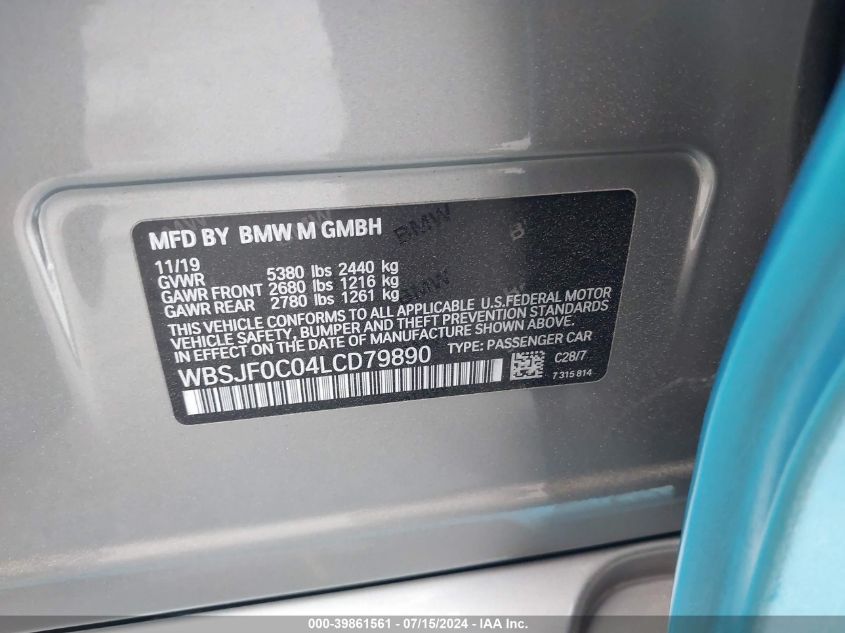 MFD BY BMW M GMBH
11/19
GVWR 5380 lbs 2440 kg
GAWR FRONT 2680 lbs 1216 kg
GAWR REAR 2780 lbs 1261 kg
THIS VEHICLE CONFORMS TO ALL APPLICABLE U.S.FEDERAL MOTOR
VEHICLE SAFETY, BUMPER AND THEFT PREVENTION STANDARDS
IN EFFECT ON THE DATE OF MANUFACTURE SHOWN ABOVE.
WBSJF0C04LCD79890 TYPE: PASSENGER CAR
C28/7
7 315 814
000-39861561 / 07/15/2024 - IAA Inc.